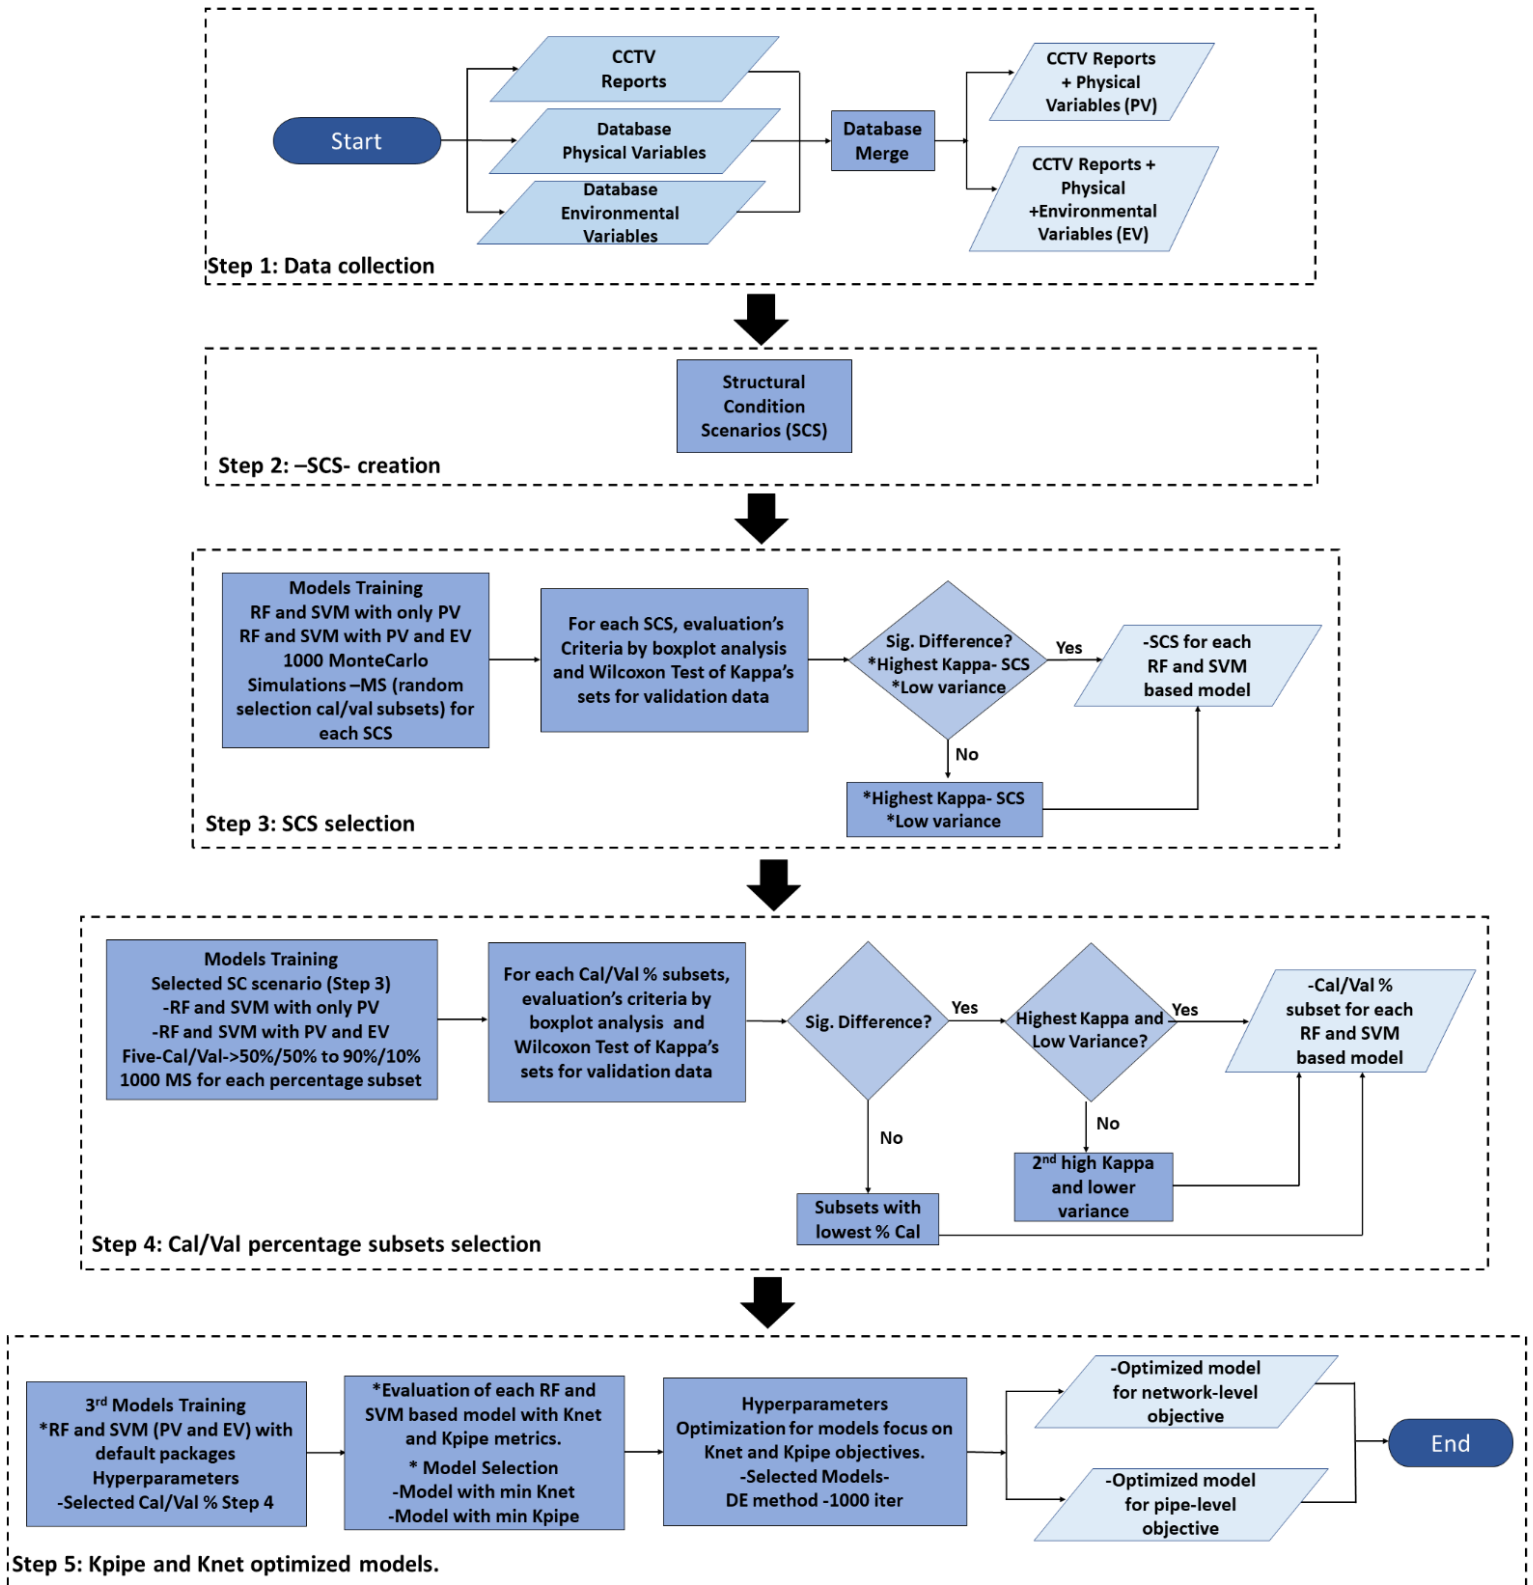 CCTV
Reports
Start
Database
Physical Variables
Database
Environmental
Variables
Database
Merge
CCTV Reports
+ Physical
Variables (PV)
CCTV Reports +
Physical
+Environmental
Variables (EV)
Step 1: Data collection
Structural
Condition
Scenarios (SCS)
Step 2: –SCS- creation
Models Training
RF and SVM with only PV
RF and SVM with PV and EV
1000 MonteCarlo
Simulations –MS (random
selection cal/val subsets) for
each SCS
For each SCS, evaluation’s
Criteria by boxplot analysis
and Wilcoxon Test of Kappa’s
sets for validation data
Sig. Difference?
*Highest Kappa- SCS
*Low variance
Yes
-SCS for each
RF and SVM
based model
No
*Highest Kappa- SCS
*Low variance
Step 3: SCS selection
Models Training
Selected SC scenario (Step 3)
-RF and SVM with only PV
-RF and SVM with PV and EV
Five-Cal/Val->50%/50% to 90%/10%
1000 MS for each percentage subset
For each Cal/Val % subsets,
evaluation’s criteria by
boxplot analysis and
Wilcoxon Test of Kappa’s
sets for validation data
Sig. Difference?
Yes
Highest Kappa and
Low Variance?
Yes
-Cal/Val %
subset for each
RF and SVM
based model
No
No
2nd high Kappa
and lower
variance
Subsets with
lowest % Cal
Step 4: Cal/Val percentage subsets selection
3rd Models Training
*RF and SVM (PV and EV) with
default packages
Hyperparameters
-Selected Cal/Val % Step 4
*Evaluation of each RF and
SVM based model with Knet
and Kpipe metrics.
* Model Selection
-Model with min Knet
-Model with min Kpipe
Hyperparameters
Optimization for models focus on
Knet and Kpipe objectives.
-Selected Models-
DE method -1000 iter
-Optimized model
for network-level
objective
-Optimized model
for pipe-level
objective
End
Step 5: Kpipe and Knet optimized models.